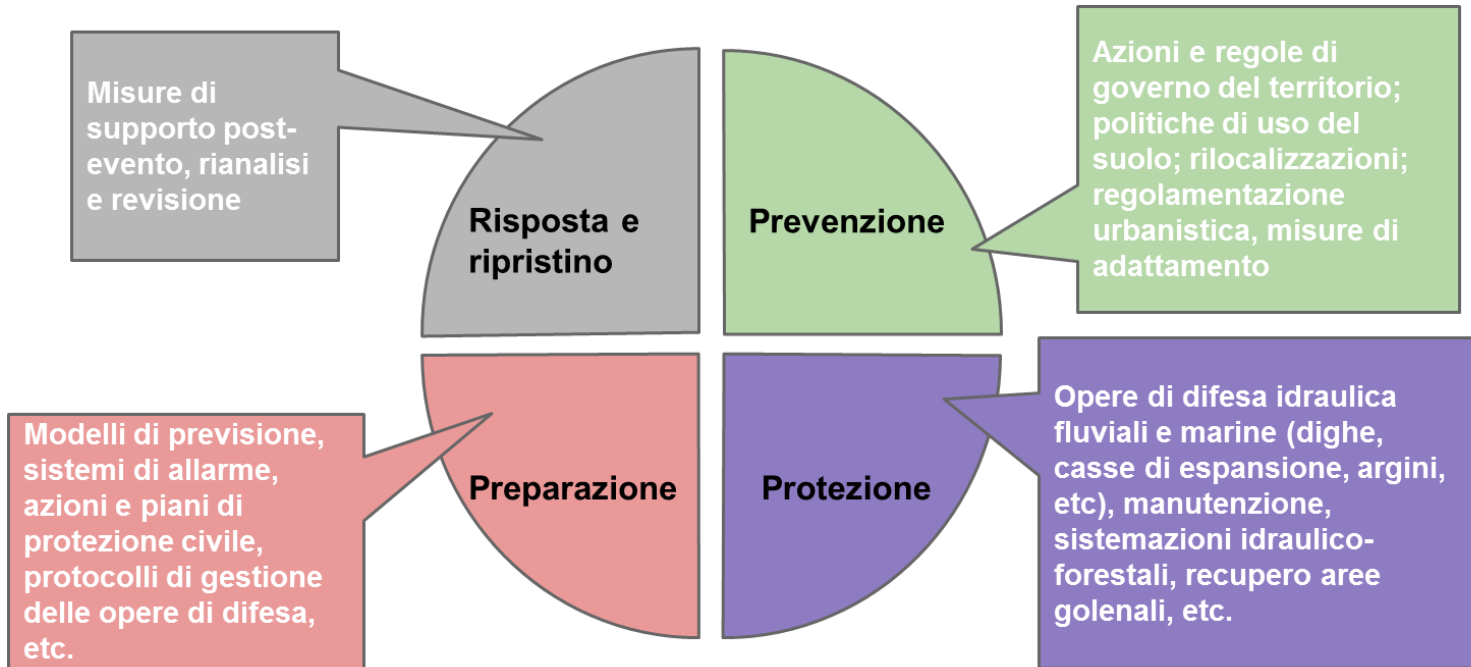 Misure di
supporto post-
evento, rianalisi
e revisione
Risposta e
ripristino
Prevenzione
Azioni e regole di
governo del territorio;
politiche di uso del
suolo; rilocalizzazioni;
regolamentazione
urbanistica, misure di
adattamento
Modelli di previsione,
sistemi di allarme,
azioni e piani di
protezione civile,
protocolli di gestione
delle opere di difesa,
etc.
Preparazione
Protezione
Opere di difesa idraulica
fluviali e marine (dighe,
casse di espansione, argini,
etc), manutenzione,
sistemazioni idraulico-
forestali, recupero aree
golenali, etc.